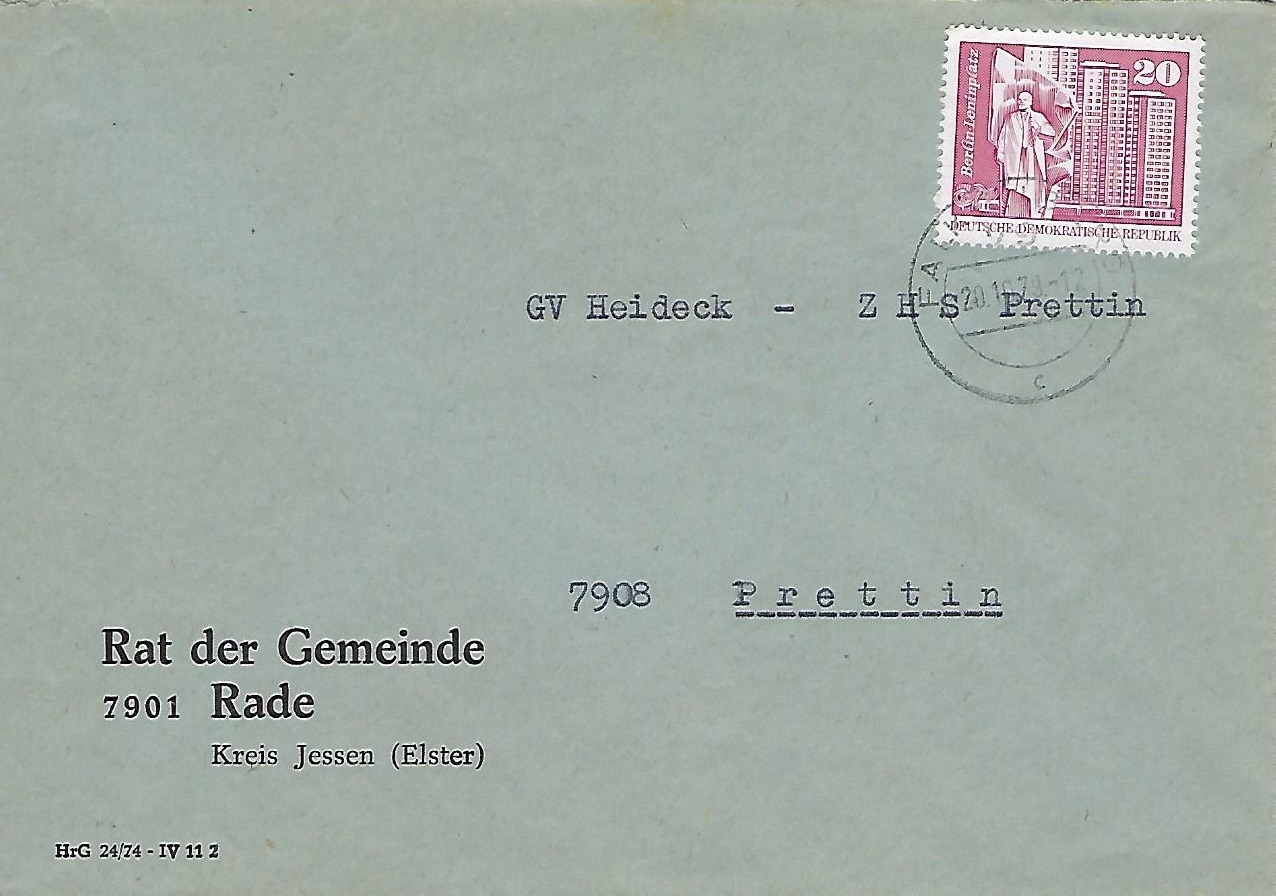 Berlin-Leninplatz
20
DEUTSCHE DEMOKRATISCHE REPUBLIK
GV Heideck - Z H S Prettin
c
7908 Prettin
Rat der Gemeinde
7901 Rade
Kreis Jessen (Elster)
HrG 24/74 - IV 11 2